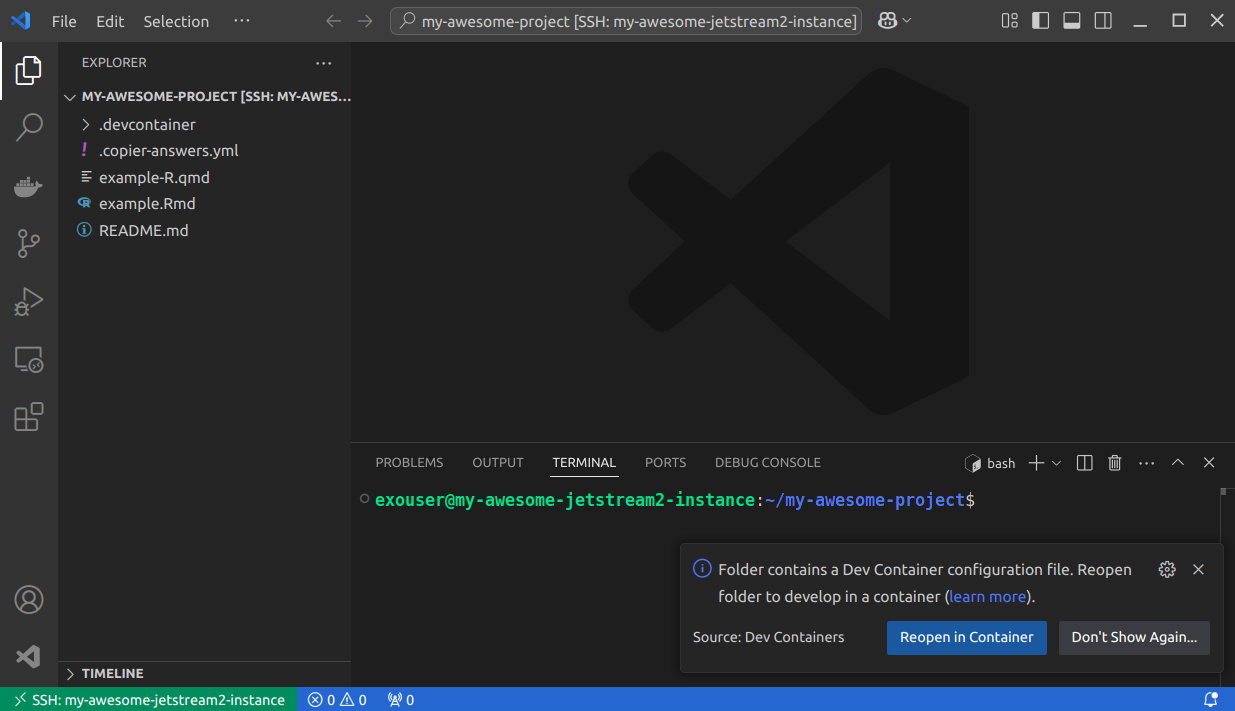 File Edit Selection ···
my-awesome-project [SSH: my-awesome-jetstream2-instance]
EXPLORER ···
MY-AWESOME-PROJECT [SSH: MY-AWES...
.devcontainer
! .copier-answers.yml
example-R.qmd
example.Rmd
README.md
TIMELINE
PROBLEMS OUTPUT TERMINAL PORTS DEBUG CONSOLE
bash
exouser@my-awesome-jetstream2-instance:~/my-awesome-project$
Folder contains a Dev Container configuration file. Reopen
folder to develop in a container (learn more).
Source: Dev Containers
Reopen in Container
Don't Show Again...
SSH: my-awesome-jetstream2-instance
0 0 0